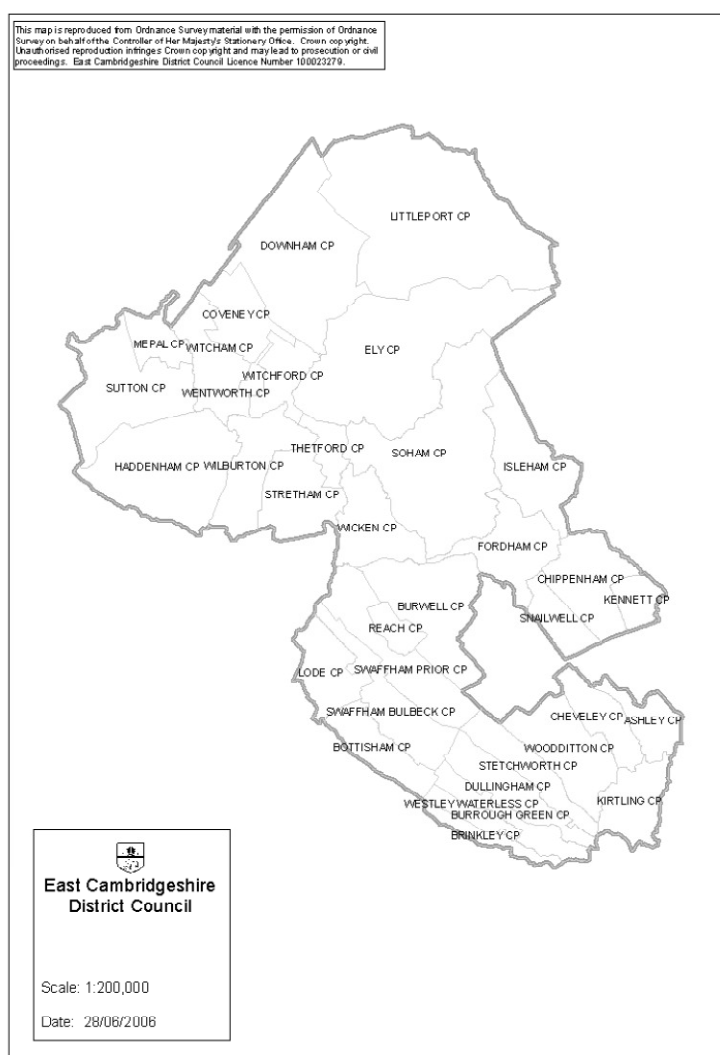 This map is reproduced from Ordnance Survey material with the permission of Ordnance
Survey on behalf of the Controller of Her Majesty's Stationery Office. Crown copyright.
Unauthorised reproduction infringes Crown copyright and may lead to prosecution or civil
proceedings. East Cambridgeshire District Council Licence Number 100023279.
LITTLEPORT CP
DOWNHAM CP
COVENEY CP
MEPAL CP
WITCHAM CP
ELY CP
WITCHFORD CP
SUTTON CP
WENTWORTH CP
THETFORD CP
SOHAM CP
HADDENHAM CP
WILBURTON CP
ISLEHAM CP
STRETHAM CP
WICKEN CP
FORDHAM CP
CHIPPENHAM CP
KENNETT CP
BURWELL CP
SNAILWELL CP
REACH CP
LODE CP
SWAFFHAM PRIOR CP
SWAFFHAM BULBECK CP
CHEVELEY CP
ASHLEY CP
BOTTISHAM CP
WOODDITTON CP
STETCHWORTH CP
DULLINGHAM CP
WESTLEY WATERLESS CP
KIRTLING CP
BURROUGH GREEN CP
BRINKLEY CP
East Cambridgeshire
District Council
Scale: 1:200,000
Date: 28/06/2006